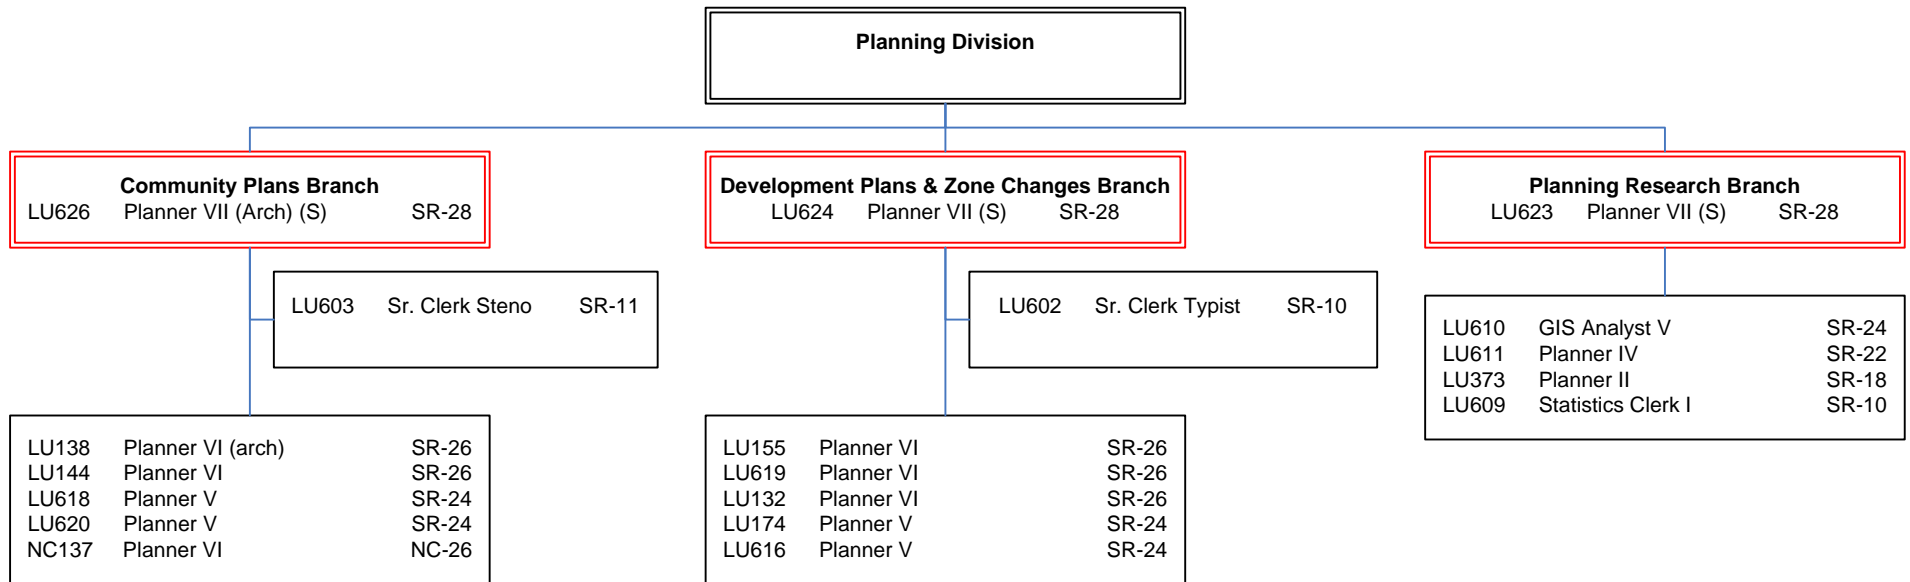 Planning Division
Community Plans Branch
LU626 Planner VII (Arch) (S) SR-28
Development Plans & Zone Changes Branch
LU624 Planner VII (S) SR-28
Planning Research Branch
LU623 Planner VII (S) SR-28
LU603 Sr. Clerk Steno SR-11
LU602 Sr. Clerk Typist SR-10
LU610 GIS Analyst V SR-24
LU611 Planner IV SR-22
LU373 Planner II SR-18
LU609 Statistics Clerk I SR-10
LU138 Planner VI (arch) SR-26
LU144 Planner VI SR-26
LU618 Planner V SR-24
LU620 Planner V SR-24
NC137 Planner VI NC-26
LU155 Planner VI SR-26
LU619 Planner VI SR-26
LU132 Planner VI SR-26
LU174 Planner V SR-24
LU616 Planner V SR-24